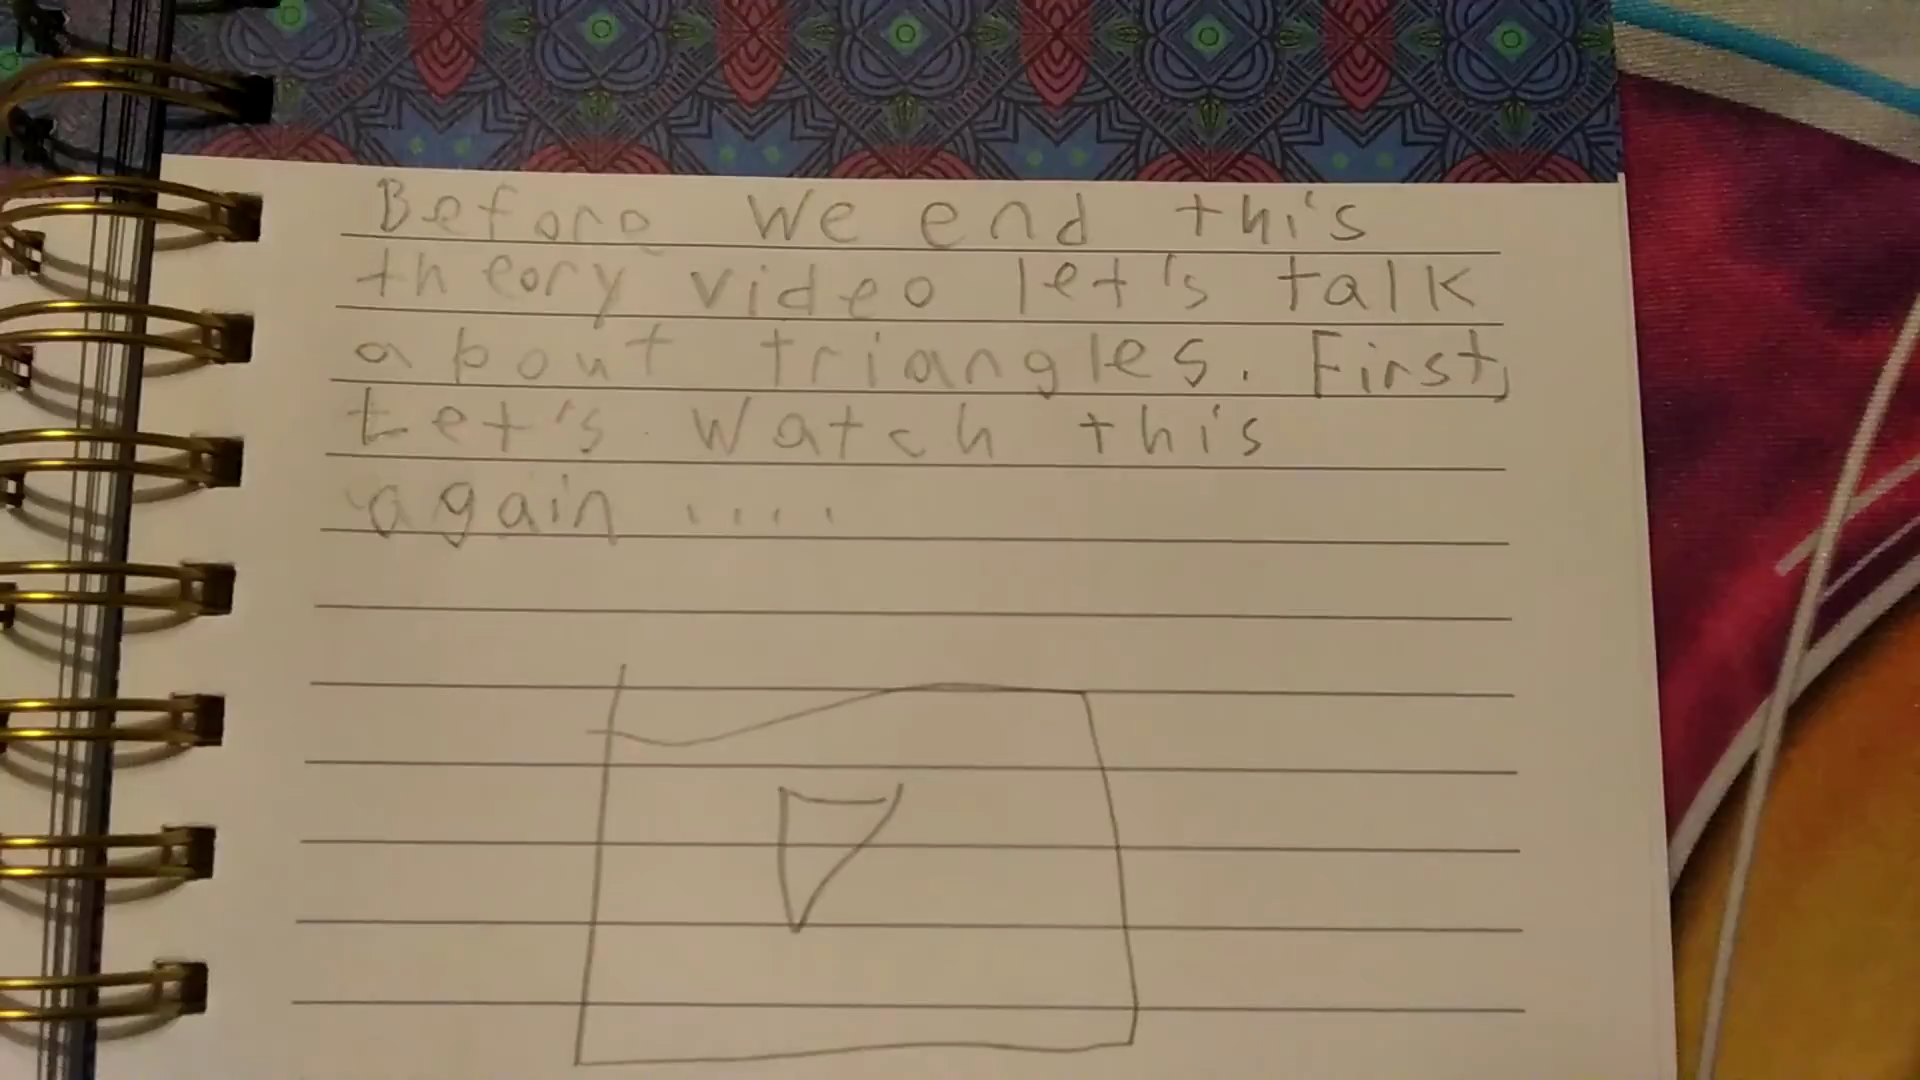 Before we end this
theory video let's talk
about triangles. First,
Let's watch this
again ....